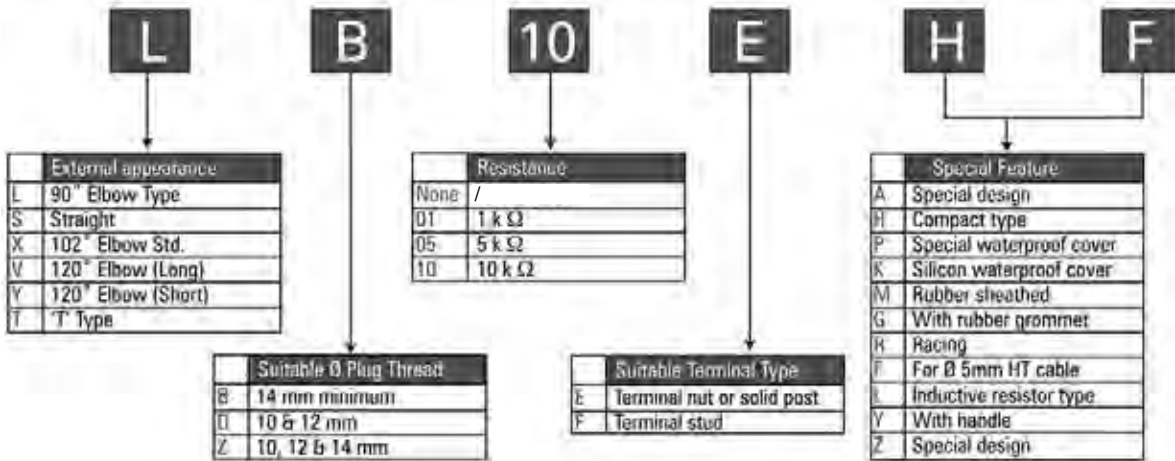 L B 10 E H F
External appearance
L 90° Elbow Type
S Straight
X 102° Elbow Std.
V 120° Elbow (Long)
Y 120° Elbow (Short)
T 'T' Type
Resistance
None /
01 1 k Ω
05 5 k Ω
10 10 k Ω
Special Feature
A Special design
H Compact type
P Special waterproof cover
K Silicon waterproof cover
M Rubber sheathed
G With rubber grommet
R Racing
F For Ø 5mm HT cable
L Inductive resistor type
Y With handle
Z Special design
Suitable Ø Plug Thread
B 14 mm minimum
D 10 & 12 mm
Z 10, 12 & 14 mm
Suitable Terminal Type
E Terminal nut or solid post
F Terminal stud